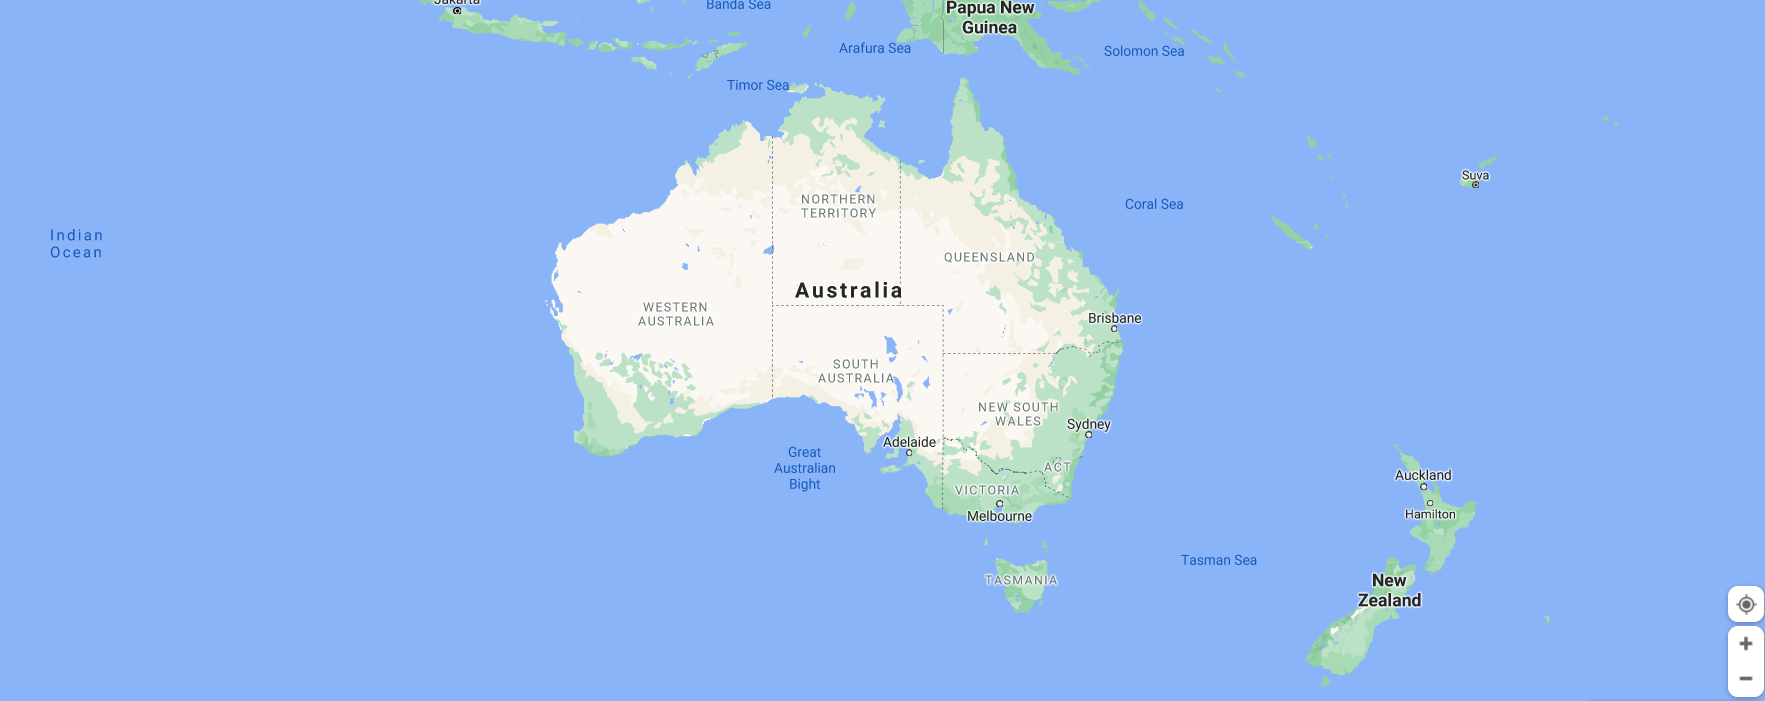 Jakarta
Banda Sea
Papua New
Guinea
Arafura Sea
Solomon Sea
Timor Sea
Suva
NORTHERN
TERRITORY
Coral Sea
Indian
Ocean
QUEENSLAND
Australia
WESTERN
AUSTRALIA
Brisbane
SOUTH
AUSTRALIA
NEW SOUTH
WALES
Sydney
Adelaide
Great
Australian
Bight
ACT
VICTORIA
Melbourne
Auckland
Hamilton
Tasman Sea
TASMANIA
New
Zealand